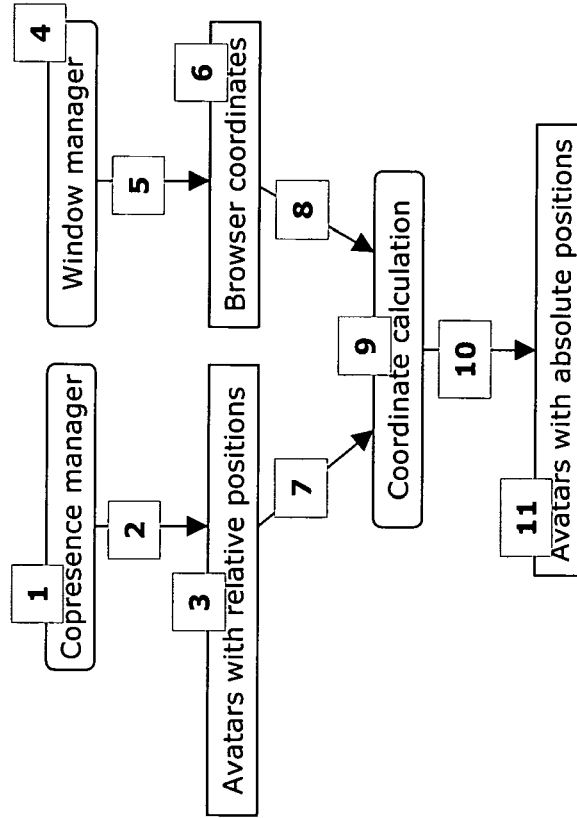 1
Copresence manager
2
3
Avatars with relative positions
4
Window manager
5
6
Browser coordinates
7
8
9
Coordinate calculation
10
11
Avatars with absolute positions